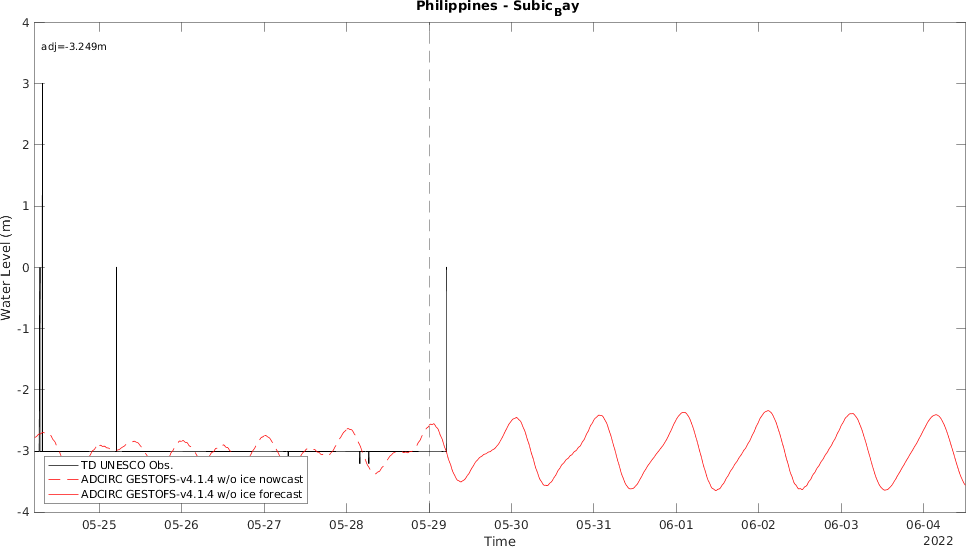 Philippines - Subic_Bay
adj=-3.249m
4
3
2
1
0
-1
-2
-3
-4
Water Level (m)
TD UNESCO Obs.
ADCIRC GESTOFS-v4.1.4 w/o ice nowcast
ADCIRC GESTOFS-v4.1.4 w/o ice forecast
05-25 05-26 05-27 05-28 05-29 05-30 05-31 06-01 06-02 06-03 06-04
Time
2022